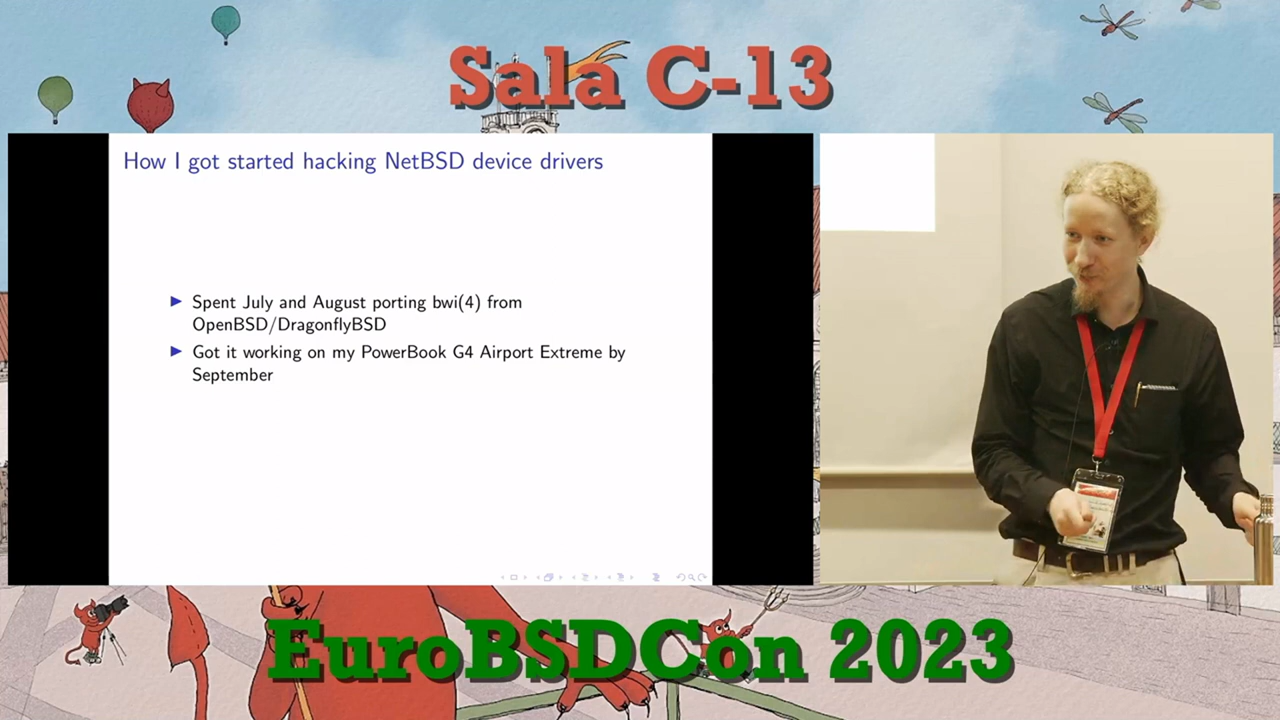 Sala C-13
How I got started hacking NetBSD device drivers
▶ Spent July and August porting bwi(4) from
OpenBSD/DragonflyBSD
▶ Got it working on my PowerBook G4 Airport Extreme by
September
EuroBSDCon 2023